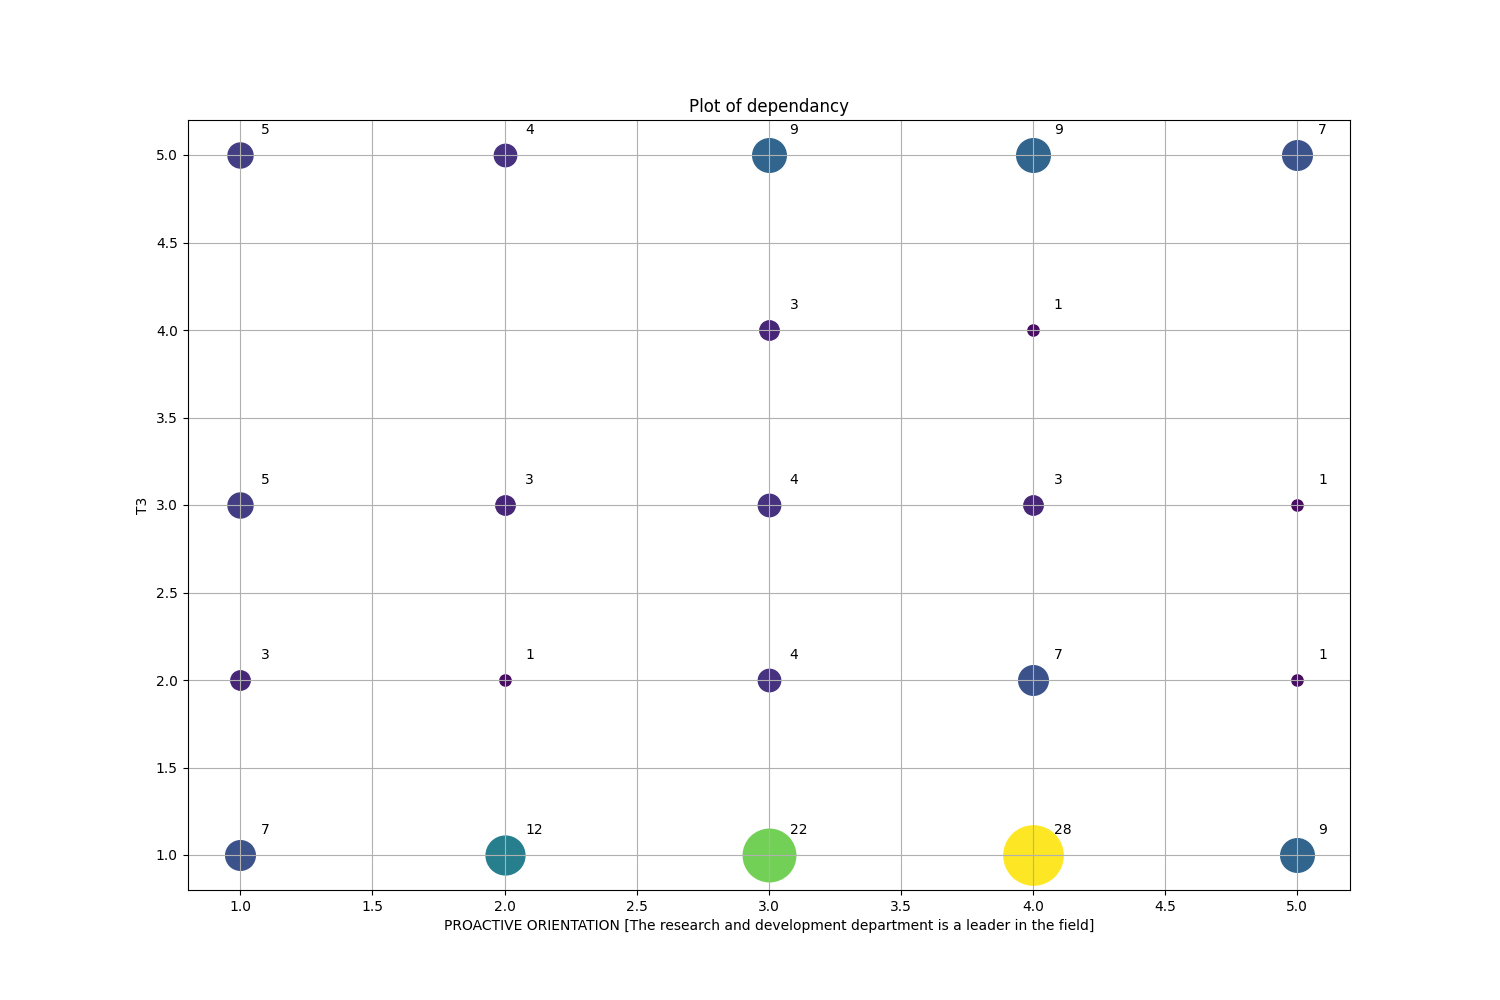 Plot of dependancy
5 4 9 9 7
5.0
4.5
3 1
4.0
3.5
5 3 4 3 1
3.0
T3
2.5
3 1 4 7 1
2.0
1.5
7 12 22 28 9
1.0
1.0 1.5 2.0 2.5 3.0 3.5 4.0 4.5 5.0
PROACTIVE ORIENTATION [The research and development department is a leader in the field]